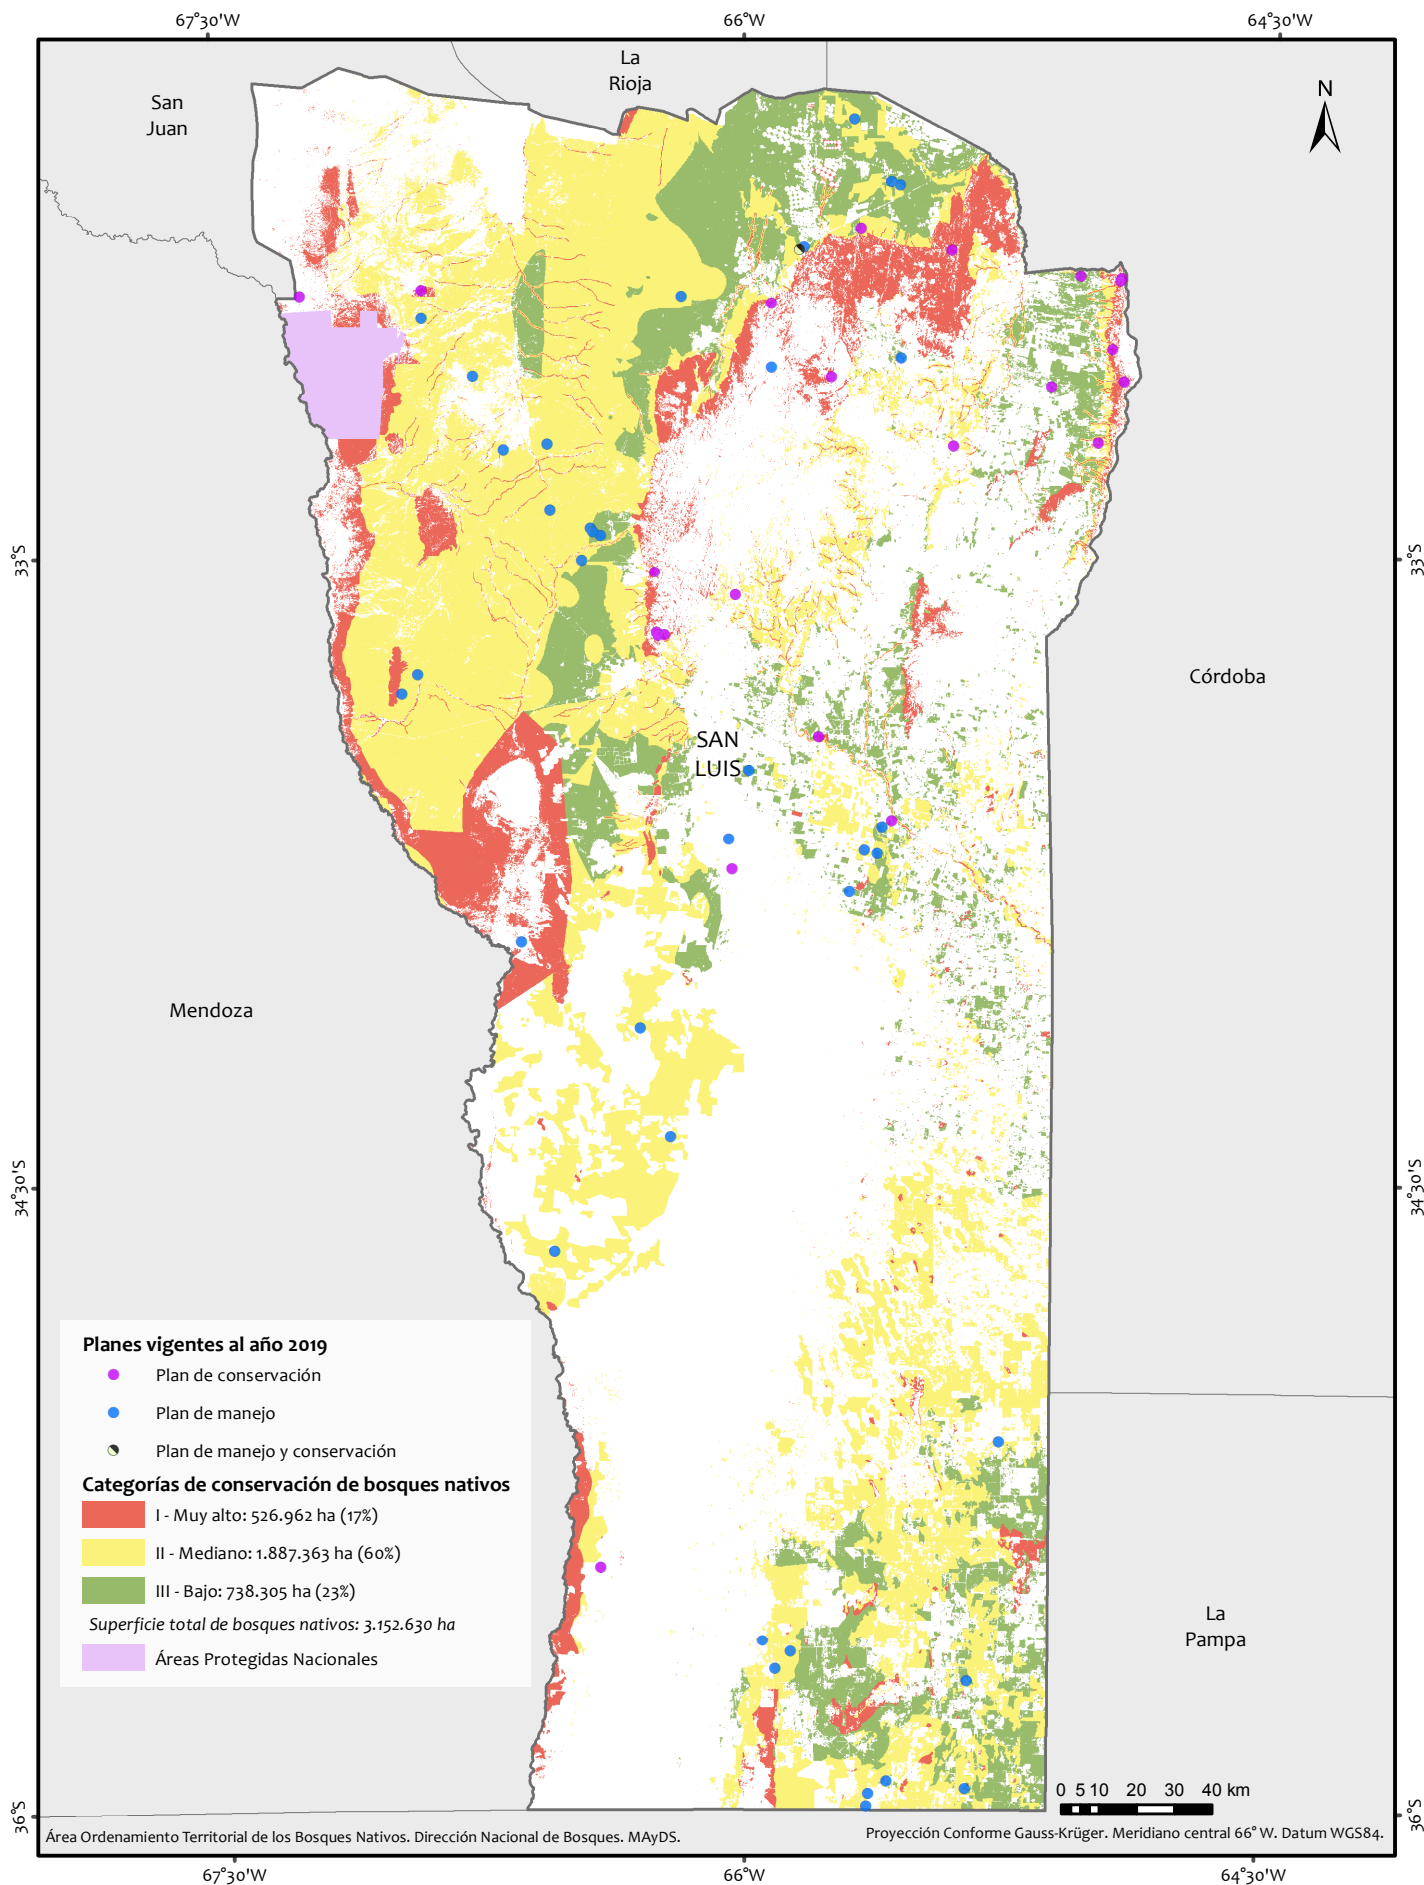 67°30'W
66°W
64°30'W
La
Rioja
San
Juan
N
33°S
33°S
Córdoba
SAN
LUIS
Mendoza
34°30'S
34°30'S
Planes vigentes al año 2019
Plan de conservación
Plan de manejo
Plan de manejo y conservación
Categorías de conservación de bosques nativos
I - Muy alto: 526.962 ha (17%)
II - Mediano: 1.887.363 ha (60%)
III - Bajo: 738.305 ha (23%)
Superficie total de bosques nativos: 3.152.630 ha
Áreas Protegidas Nacionales
La
Pampa
0 5 10 20 30 40 km
36°S
36°S
Área Ordenamiento Territorial de los Bosques Nativos. Dirección Nacional de Bosques. MAyDS.
Proyección Conforme Gauss-Krüger. Meridiano central 66° W. Datum WGS84.
67°30'W
66°W
64°30'W